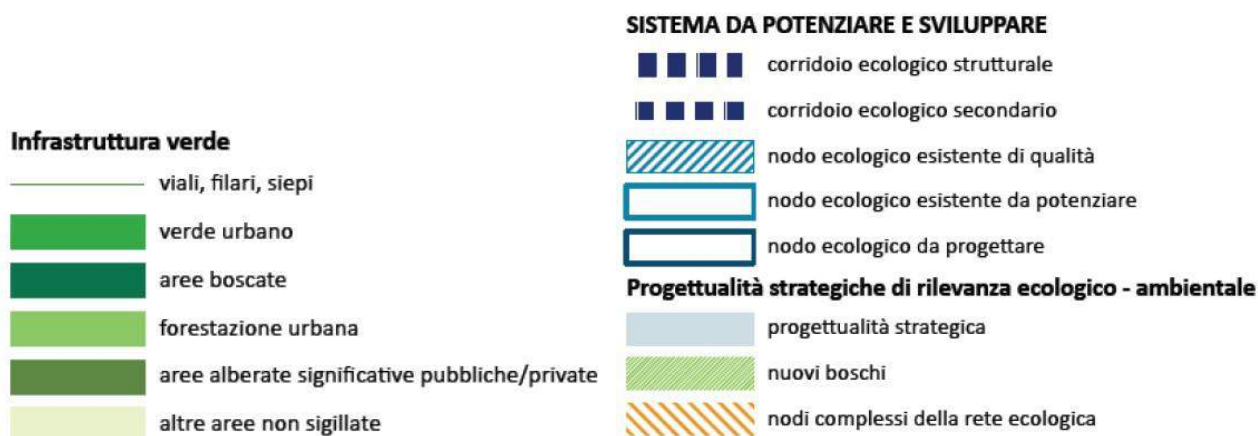 Infrastruttura verde
viali, filari, siepi
verde urbano
aree boscate
forestazione urbana
aree alberate significative pubbliche/private
altre aree non sigillate
SISTEMA DA POTENZIARE E SVILUPPARE
corridoio ecologico strutturale
corridoio ecologico secondario
nodo ecologico esistente di qualità
nodo ecologico esistente da potenziare
nodo ecologico da progettare
Progettualità strategiche di rilevanza ecologico - ambientale
progettualità strategica
nuovi boschi
nodi complessi della rete ecologica